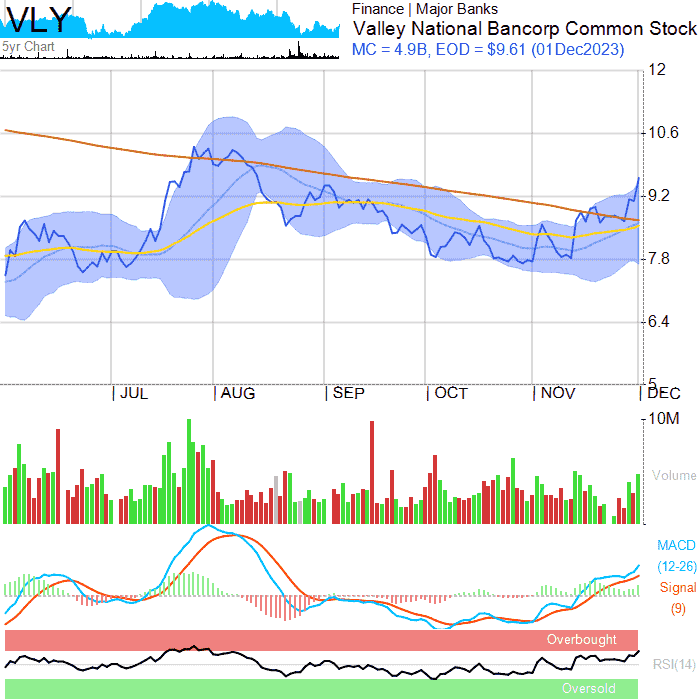 VLY
5yr Chart
Finance | Major Banks
Valley National Bancorp Common Stock
MC = 4.9B, EOD = $9.61 (01Dec2023)
12
10.6
9.2
7.8
6.4
5
JUL AUG SEP OCT NOV DEC
10M
Volume
MACD
(12-26)
Signal
(9)
Overbought
RSI(14)
Oversold